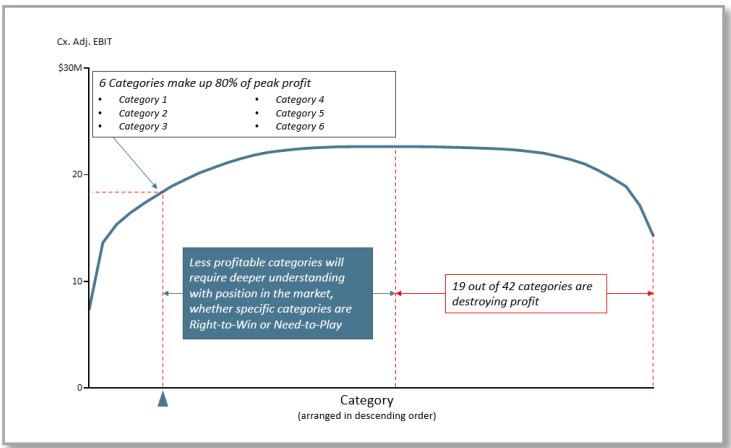 Cx. Adj. EBIT
$30M
6 Categories make up 80% of peak profit
• Category 1
• Category 2
• Category 3
• Category 4
• Category 5
• Category 6
20
10
0
Less profitable categories will
require deeper understanding
with position in the market,
whether specific categories are
Right-to-Win or Need-to-Play
19 out of 42 categories are
destroying profit
Category
(arranged in descending order)